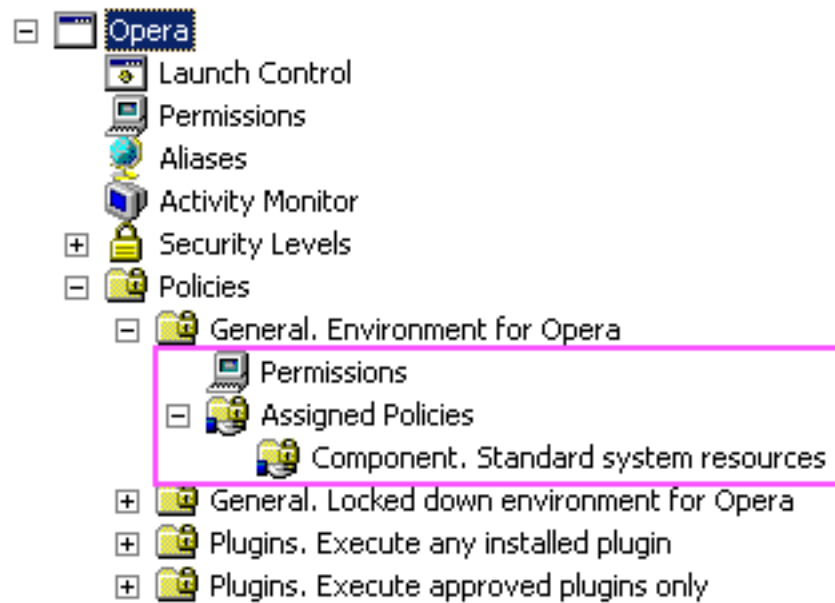 Opera
Launch Control
Permissions
Aliases
Activity Monitor
Security Levels
Policies
General. Environment for Opera
Permissions
Assigned Policies
Component. Standard system resources
General. Locked down environment for Opera
Plugins. Execute any installed plugin
Plugins. Execute approved plugins only